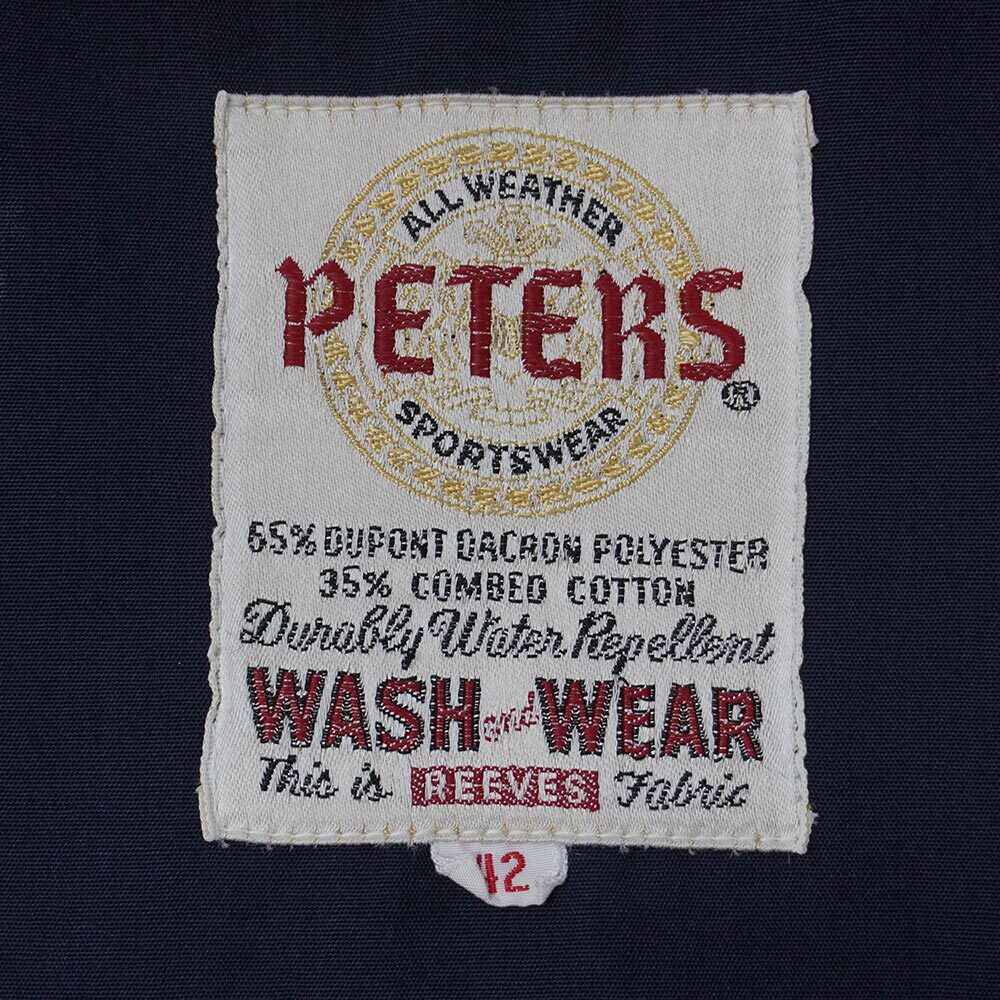 ALL WEATHER
PETERS
SPORTSWEAR
65% DUPONT DACRON POLYESTER
35% COMBED COTTON
Durably Water Repellent
WASH and WEAR
This is REEVES Fabric
42